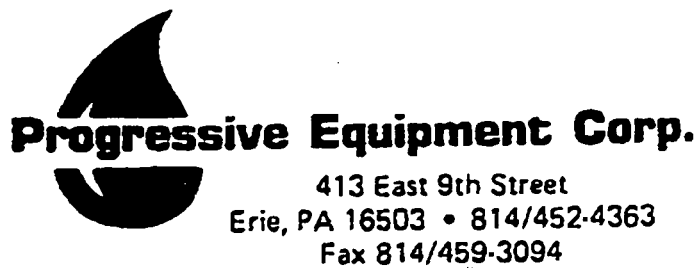 Progressive Equipment Corp.
413 East 9th Street
Erie, PA 16503 • 814/452-4363
Fax 814/459-3094